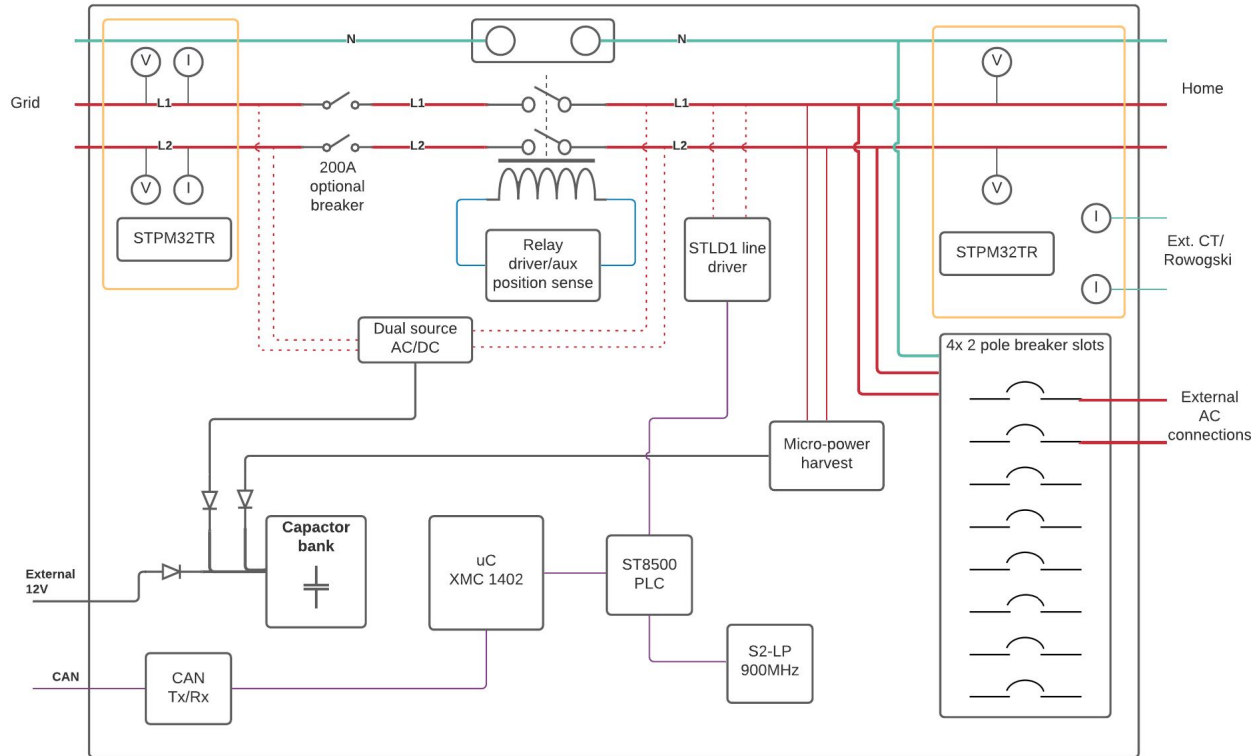 N
N
V
I
V
Grid
L1
L1
L1
Home
L2
L2
L2
V
I
200A
optional
breaker
V
I
STPM32TR
Relay
driver/aux
position sense
STLD1 line
driver
STPM32TR
Ext. CT/
Rowogski
I
Dual source
AC/DC
4x 2 pole breaker slots
External
AC
connections
Micro-power
harvest
Capactor
bank
uC
XMC 1402
ST8500
PLC
External
12V
S2-LP
900MHz
CAN
CAN
Tx/Rx